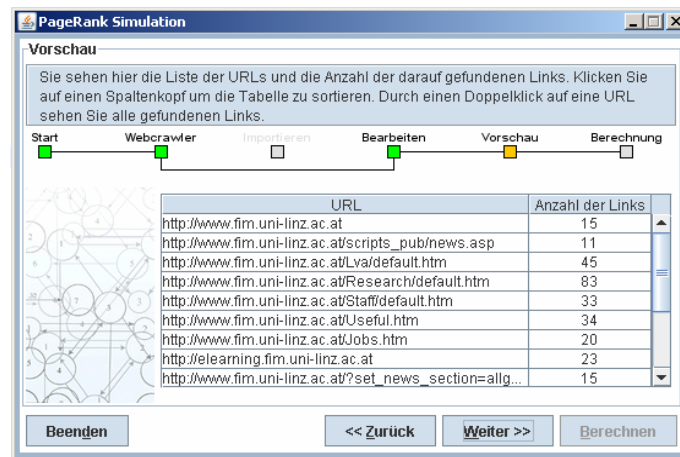 PageRank Simulation
Vorschau
Sie sehen hier die Liste der URLs und die Anzahl der darauf gefundenen Links. Klicken Sie
auf einen Spaltenkopf um die Tabelle zu sortieren. Durch einen Doppelklick auf eine URL
sehen Sie alle gefundenen Links.
Start Webcrawler Importieren Bearbeiten Vorschau Berechnung
URL Anzahl der Links
http://www.fim.uni-linz.ac.at 15
http://www.fim.uni-linz.ac.at/scripts_pub/news.asp 11
http://www.fim.uni-linz.ac.at/Lva/default.htm 45
http://www.fim.uni-linz.ac.at/Research/default.htm 83
http://www.fim.uni-linz.ac.at/Staff/default.htm 33
http://www.fim.uni-linz.ac.at/Useful.htm 34
http://www.fim.uni-linz.ac.at/Jobs.htm 20
http://elearning.fim.uni-linz.ac.at 23
http://www.fim.uni-linz.ac.at/?set_news_section=allg... 15
Beenden << Zurück Weiter >> Berechnen